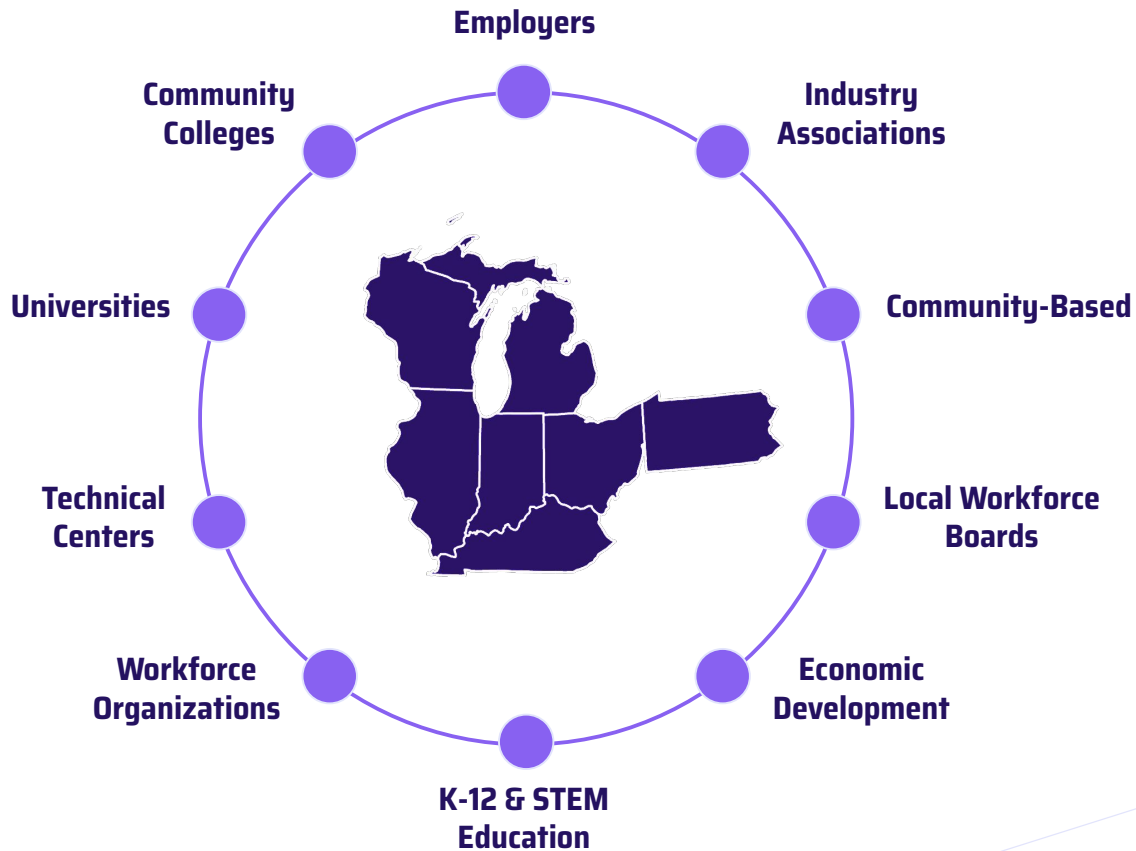 Employers
Community
Colleges
Industry
Associations
Universities
Community-Based
Technical
Centers
Local Workforce
Boards
Workforce
Organizations
Economic
Development
K-12 & STEM
Education